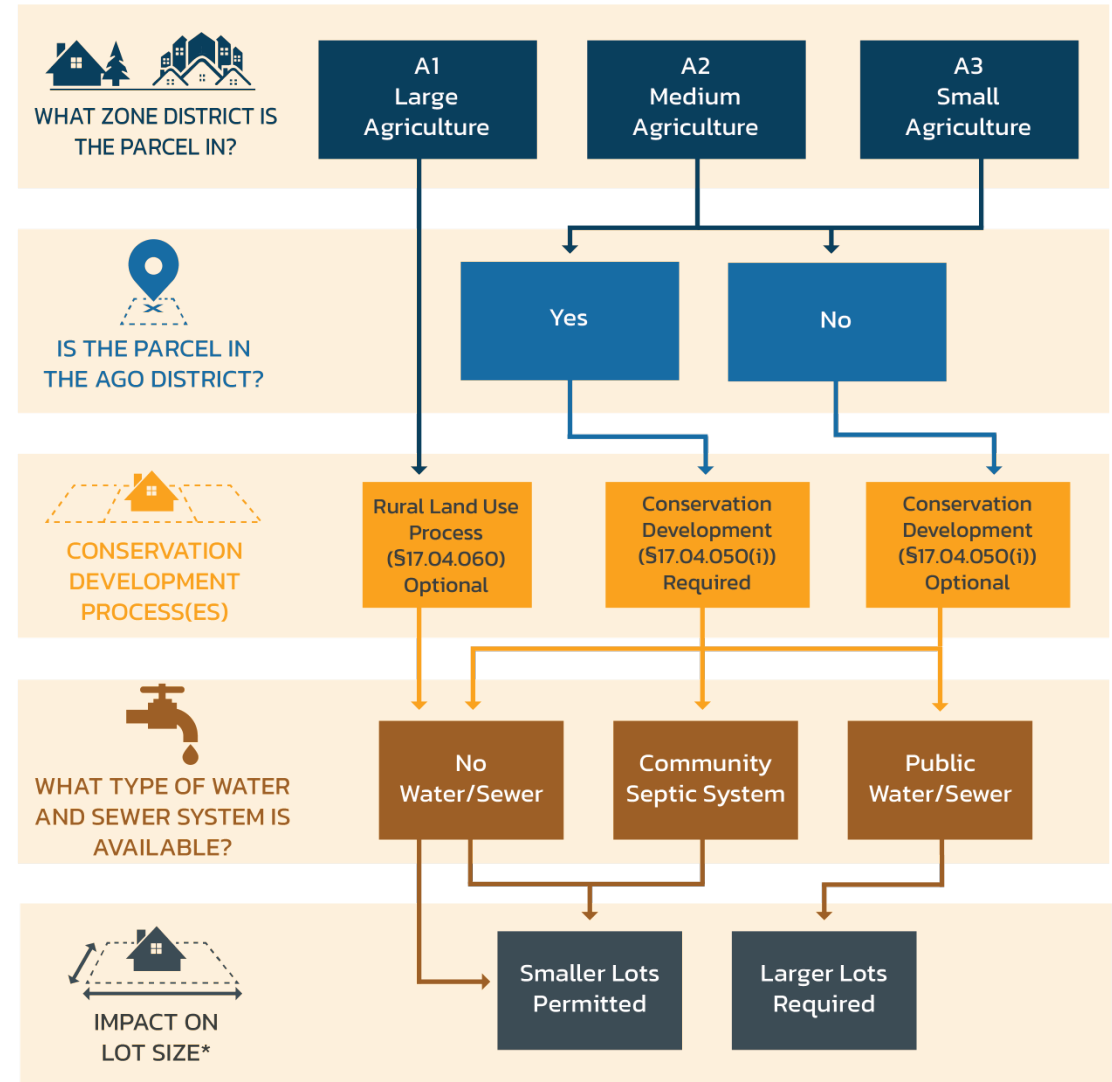 WHAT ZONE DISTRICT IS
THE PARCEL IN?
A1
Large
Agriculture
A2
Medium
Agriculture
A3
Small
Agriculture
IS THE PARCEL IN
THE AGO DISTRICT?
Yes
No
CONSERVATION
DEVELOPMENT
PROCESS(ES)
Rural Land Use
Process
(§17.04.060)
Optional
Conservation
Development
(§17.04.050(i))
Required
Conservation
Development
(§17.04.050(i))
Optional
WHAT TYPE OF WATER
AND SEWER SYSTEM IS
AVAILABLE?
No
Water/Sewer
Community
Septic System
Public
Water/Sewer
IMPACT ON
LOT SIZE*
Smaller Lots
Permitted
Larger Lots
Required